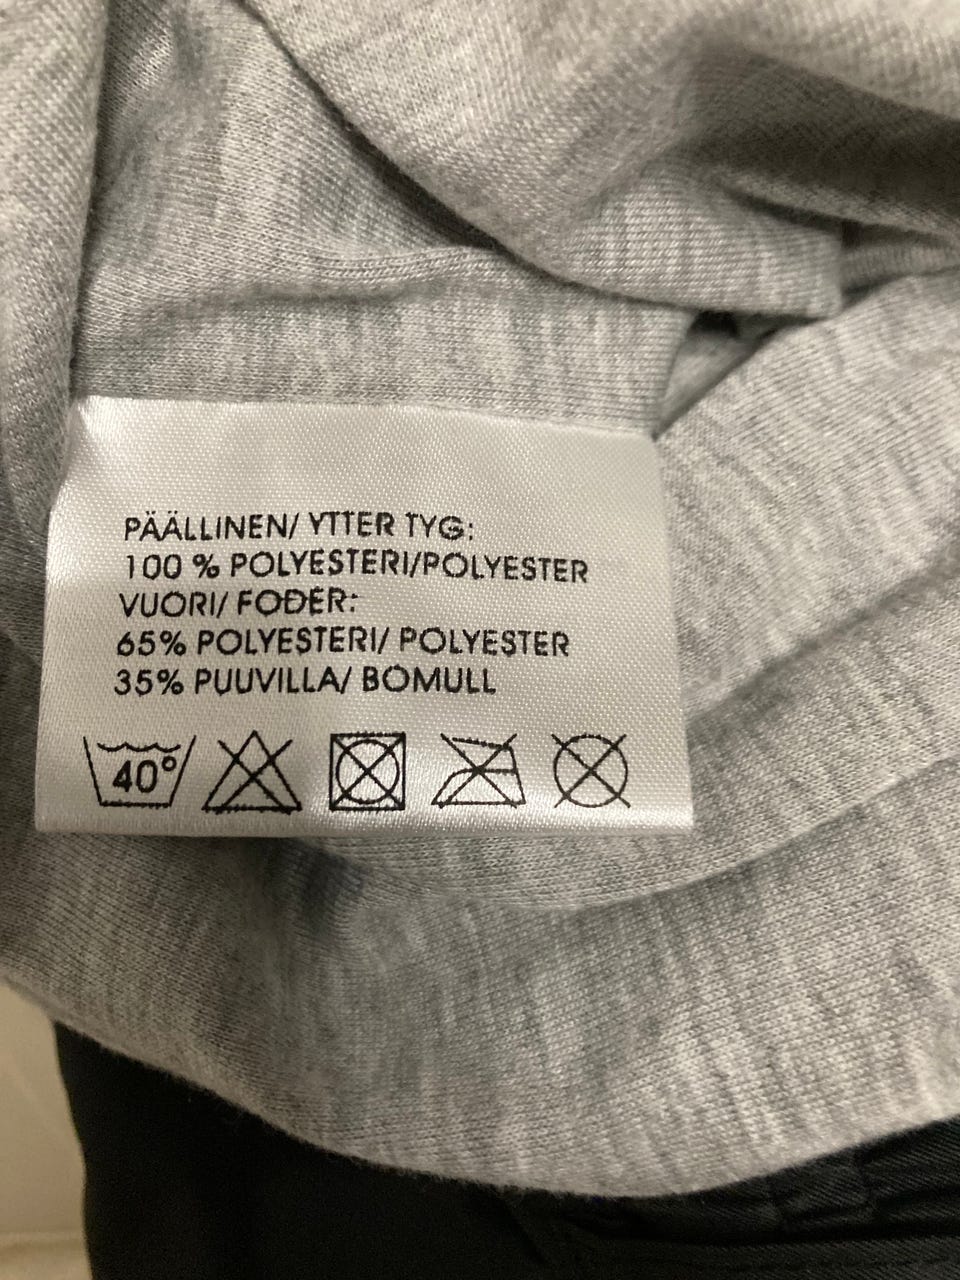 PÄÄLLINEN/ YTTER TYG:
100 % POLYESTERI/POLYESTER
VUORI/ FODER:
65% POLYESTERI/ POLYESTER
35% PUUVILLA/ BOMULL
40°